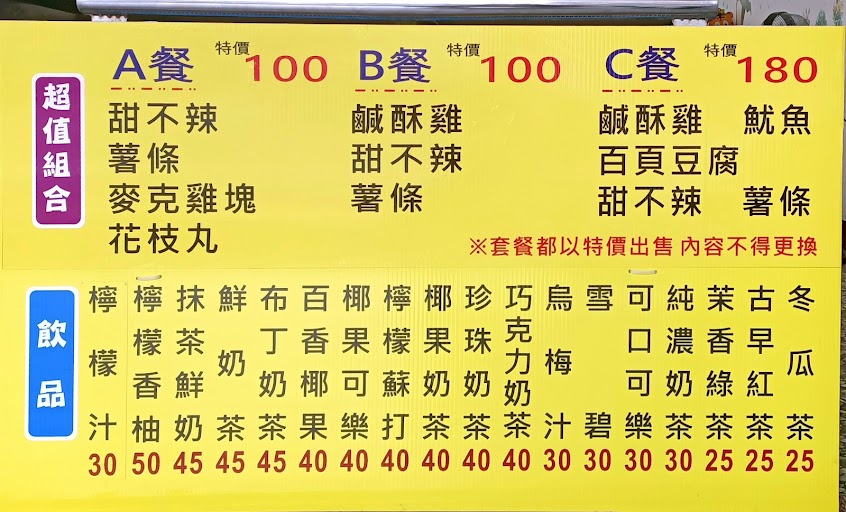 超值組合
A餐 特價 100
甜不辣
薯條
麥克雞塊
花枝丸
B餐 特價 100
鹹酥雞
甜不辣
薯條
C餐 特價 180
鹹酥雞 魷魚
百頁豆腐
甜不辣 薯條
※套餐都以特價出售 內容不得更換
飲品
檸檬汁 30
檸檬香柚 50
抹茶鮮奶 45
鮮奶茶 45
布丁奶茶 45
百香椰果 40
椰果可樂 40
檸檬蘇打 40
椰果奶茶 40
珍珠奶茶 40
巧克力奶茶 40
烏梅汁 30
雪碧 30
可口可樂 30
純濃奶茶 30
茉香綠茶 25
古早紅茶 25
冬瓜茶 25